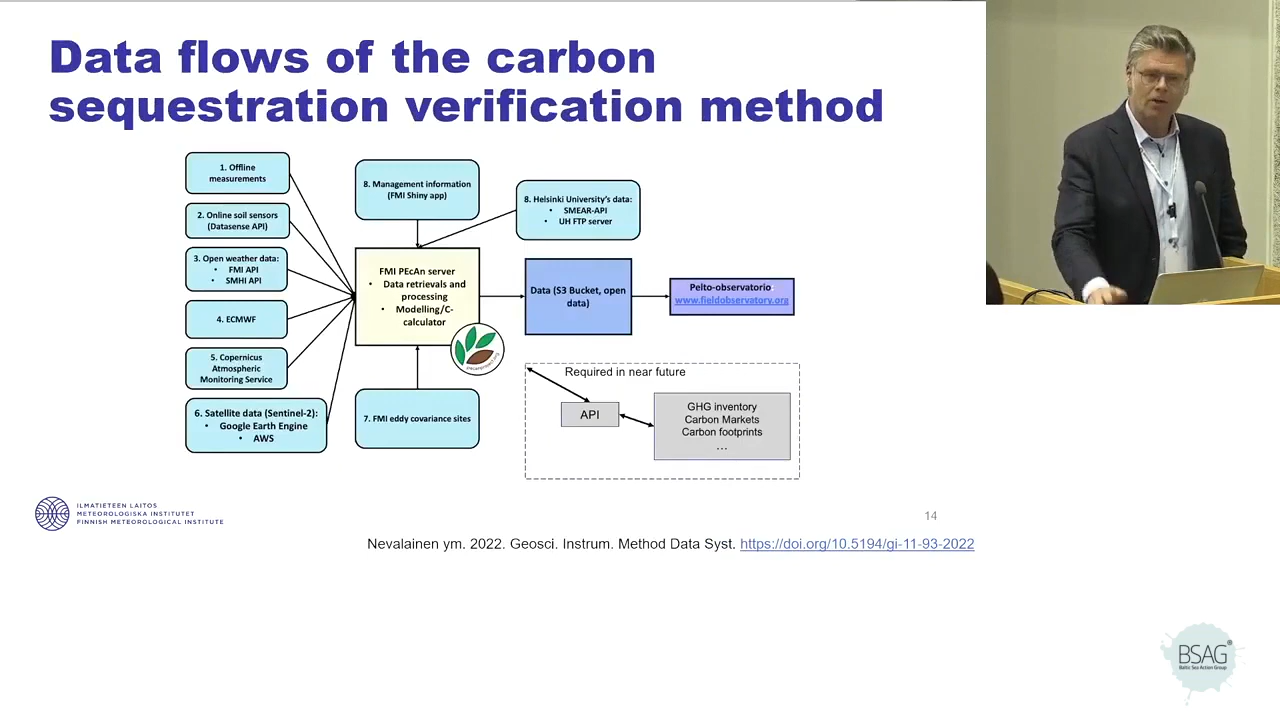 Data flows of the carbon
sequestration verification method
1. Offline
measurements
2. Online soil sensors
(Datasense API)
3. Open weather data:
• FMI API
• SMHI API
4. ECMWF
5. Copernicus
Atmospheric
Monitoring Service
6. Satellite data (Sentinel-2):
• Google Earth Engine
• AWS
8. Management information
(FMI Shiny app)
8. Helsinki University's data:
• SMEAR-API
• UH FTP server
FMI PEcAn server
• Data retrievals and
processing
• Modelling/C-
calculator
pecanproject.org
7. FMI eddy covariance sites
Data (S3 Bucket, open
data)
Pelto-observatorio:
www.fieldobservatory.org
Required in near future
API
GHG inventory
Carbon Markets
Carbon footprints
...
ILMATIETEEN LAITOS
METEOROLOGISKA INSTITUTET
FINNISH METEOROLOGICAL INSTITUTE
14
Nevalainen ym. 2022. Geosci. Instrum. Method Data Syst. https://doi.org/10.5194/gi-11-93-2022
BSAG®
Baltic Sea Action Group